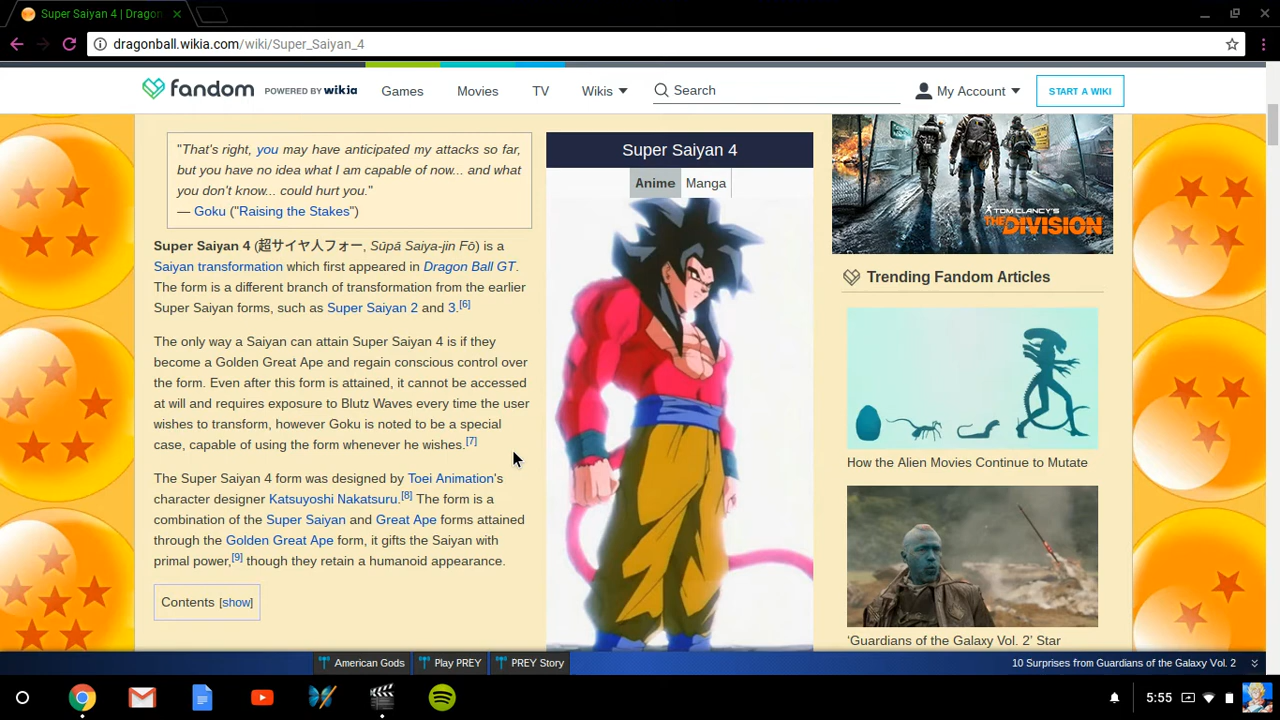 Super Saiyan 4 | Dragon
dragonball.wikia.com/wiki/Super_Saiyan_4
fandom POWERED BY wikia Games Movies TV Wikis Search My Account START A WIKI
"That's right, you may have anticipated my attacks so far,
but you have no idea what I am capable of now... and what
you don't know... could hurt you."
— Goku ("Raising the Stakes")
Super Saiyan 4 (超サイヤ人フォー, Sūpā Saiya-jin Fō) is a
Saiyan transformation which first appeared in Dragon Ball GT.
The form is a different branch of transformation from the earlier
Super Saiyan forms, such as Super Saiyan 2 and 3.[6]
The only way a Saiyan can attain Super Saiyan 4 is if they
become a Golden Great Ape and regain conscious control over
the form. Even after this form is attained, it cannot be accessed
at will and requires exposure to Blutz Waves every time the user
wishes to transform, however Goku is noted to be a special
case, capable of using the form whenever he wishes.[7]
The Super Saiyan 4 form was designed by Toei Animation's
character designer Katsuyoshi Nakatsuru.[8] The form is a
combination of the Super Saiyan and Great Ape forms attained
through the Golden Great Ape form, it gifts the Saiyan with
primal power,[9] though they retain a humanoid appearance.
Contents [show]
Super Saiyan 4
Anime Manga
TOM CLANCY'S
THE DIVISION
Trending Fandom Articles
How the Alien Movies Continue to Mutate
'Guardians of the Galaxy Vol. 2' Star
American Gods Play PREY PREY Story 10 Surprises from Guardians of the Galaxy Vol. 2
5:55